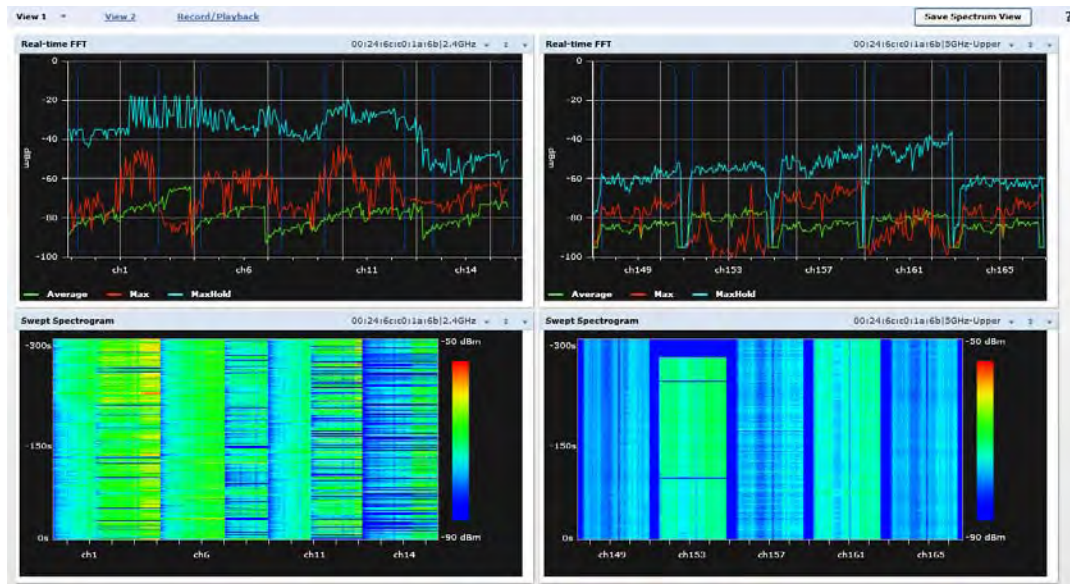 View 1 View 2 Record/Playback Save Spectrum View ?
Real-time FFT 00:24:6c:c0:1a:6b|2.4GHz
0
-20
-40
dBm
-60
-80
-100
ch1 ch6 ch11 ch14
Average Max MaxHold
Real-time FFT 00:24:6c:c0:1a:6b|5GHz-Upper
0
-20
-40
dBm
-60
-80
-100
ch149 ch153 ch157 ch161 ch165
Average Max MaxHold
Swept Spectrogram 00:24:6c:c0:1a:6b|2.4GHz
-300s -50 dBm
-150s
0s -90 dBm
ch1 ch6 ch11 ch14
Swept Spectrogram 00:24:6c:c0:1a:6b|5GHz-Upper
-300s -50 dBm
-150s
0s -90 dBm
ch149 ch153 ch157 ch161 ch165